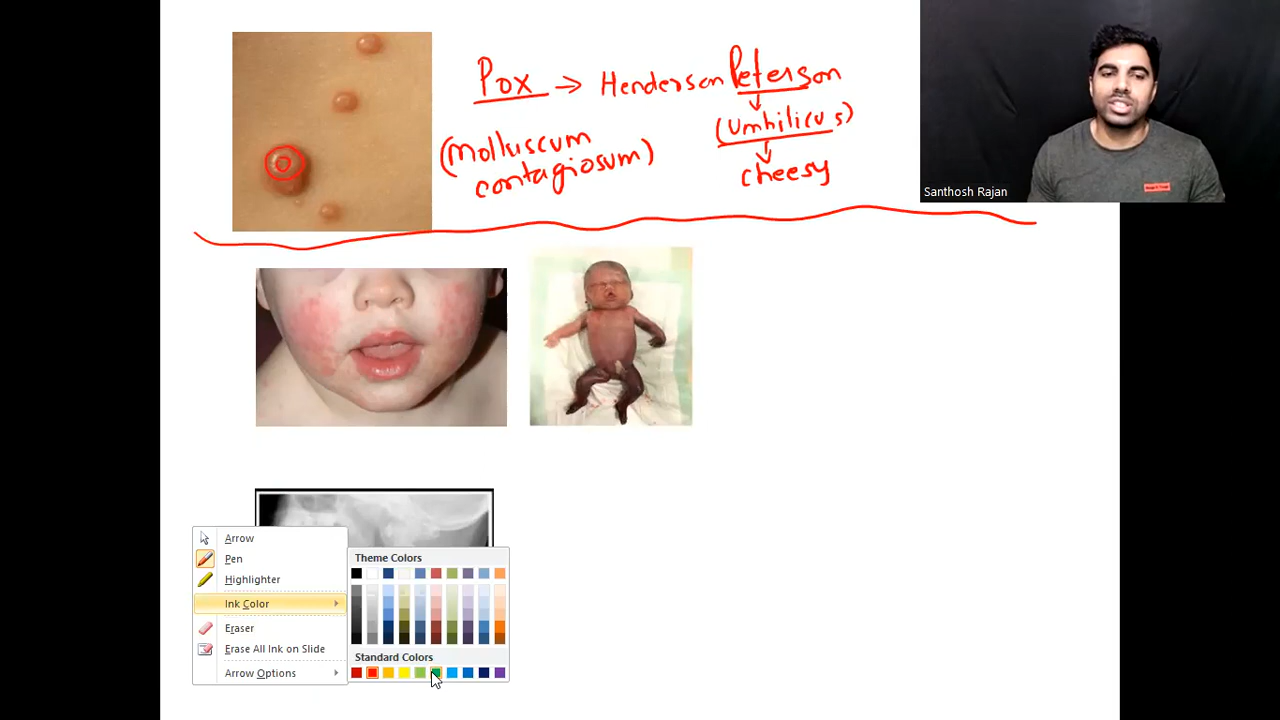 Pox → Henderson Peterson
(Molluscum
contagiosum)
(umbilicus)
cheesy
Santhosh Rajan
Arrow
Pen
Highlighter
Ink Color
Eraser
Erase All Ink on Slide
Arrow Options
Theme Colors
Standard Colors